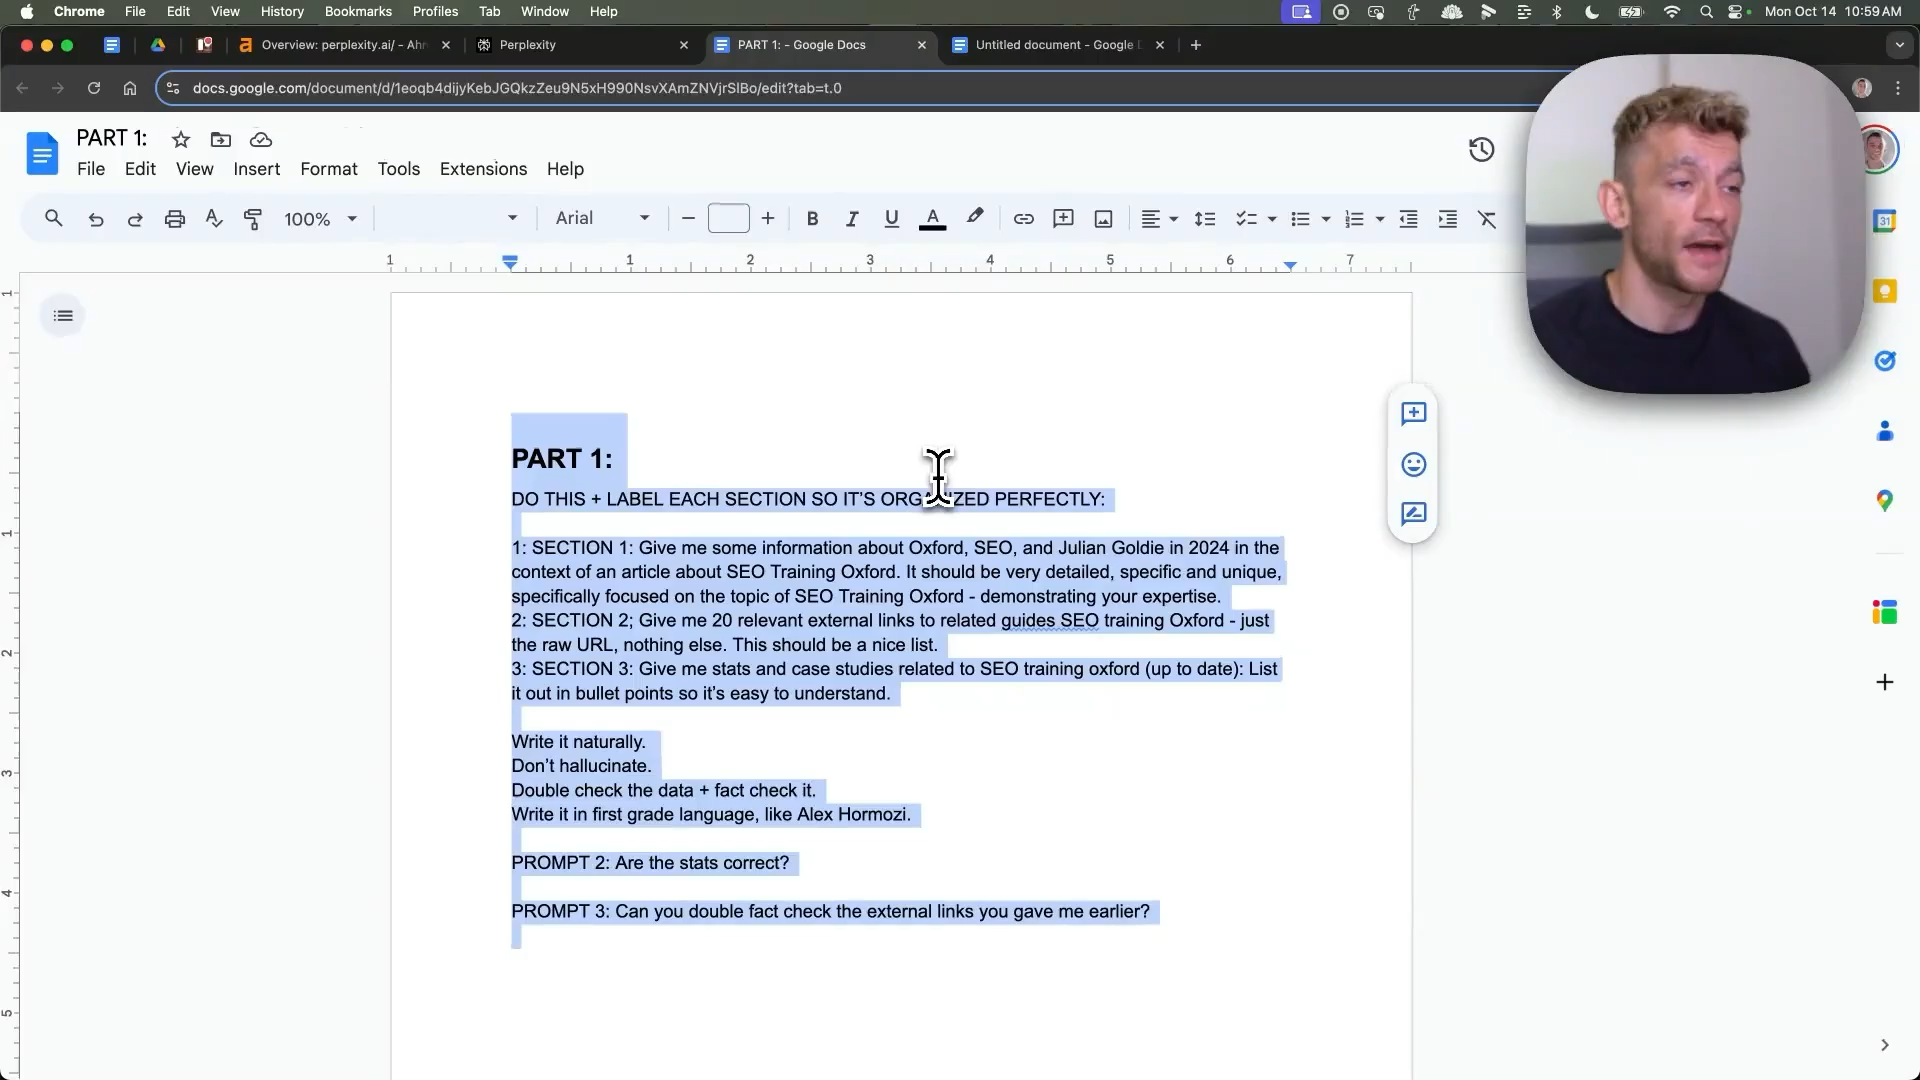 Chrome File Edit View History Bookmarks Profiles Tab Window Help Mon Oct 14 10:59 AM
Overview: perplexity.ai/ - Ah Perplexity PART 1: - Google Docs Untitled document - Google
docs.google.com/document/d/1eoqb4dijyKebJGQkzZeu9N5xH990NsvXAmZNVjrSlBo/edit?tab=t.0
PART 1:
File Edit View Insert Format Tools Extensions Help
100% Arial
1 1 2 3 4 5 6 7
PART 1:
DO THIS + LABEL EACH SECTION SO IT'S ORGANIZED PERFECTLY:
1: SECTION 1: Give me some information about Oxford, SEO, and Julian Goldie in 2024 in the
context of an article about SEO Training Oxford. It should be very detailed, specific and unique,
specifically focused on the topic of SEO Training Oxford - demonstrating your expertise.
2: SECTION 2; Give me 20 relevant external links to related guides SEO training Oxford - just
the raw URL, nothing else. This should be a nice list.
3: SECTION 3: Give me stats and case studies related to SEO training oxford (up to date): List
it out in bullet points so it's easy to understand.
Write it naturally.
Don't hallucinate.
Double check the data + fact check it.
Write it in first grade language, like Alex Hormozi.
PROMPT 2: Are the stats correct?
PROMPT 3: Can you double fact check the external links you gave me earlier?